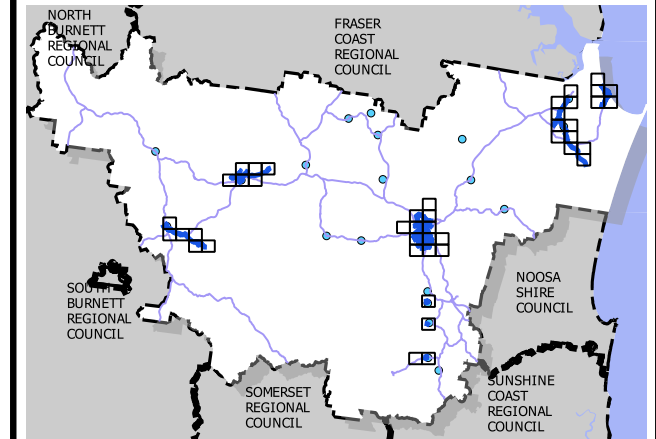 NORTH
BURNETT
REGIONAL
COUNCIL
FRASER
COAST
REGIONAL
COUNCIL
SOUTH
BURNETT
REGIONAL
COUNCIL
NOOSA
SHIRE
COUNCIL
SOMERSET
REGIONAL
COUNCIL
SUNSHINE
COAST
REGIONAL
COUNCIL